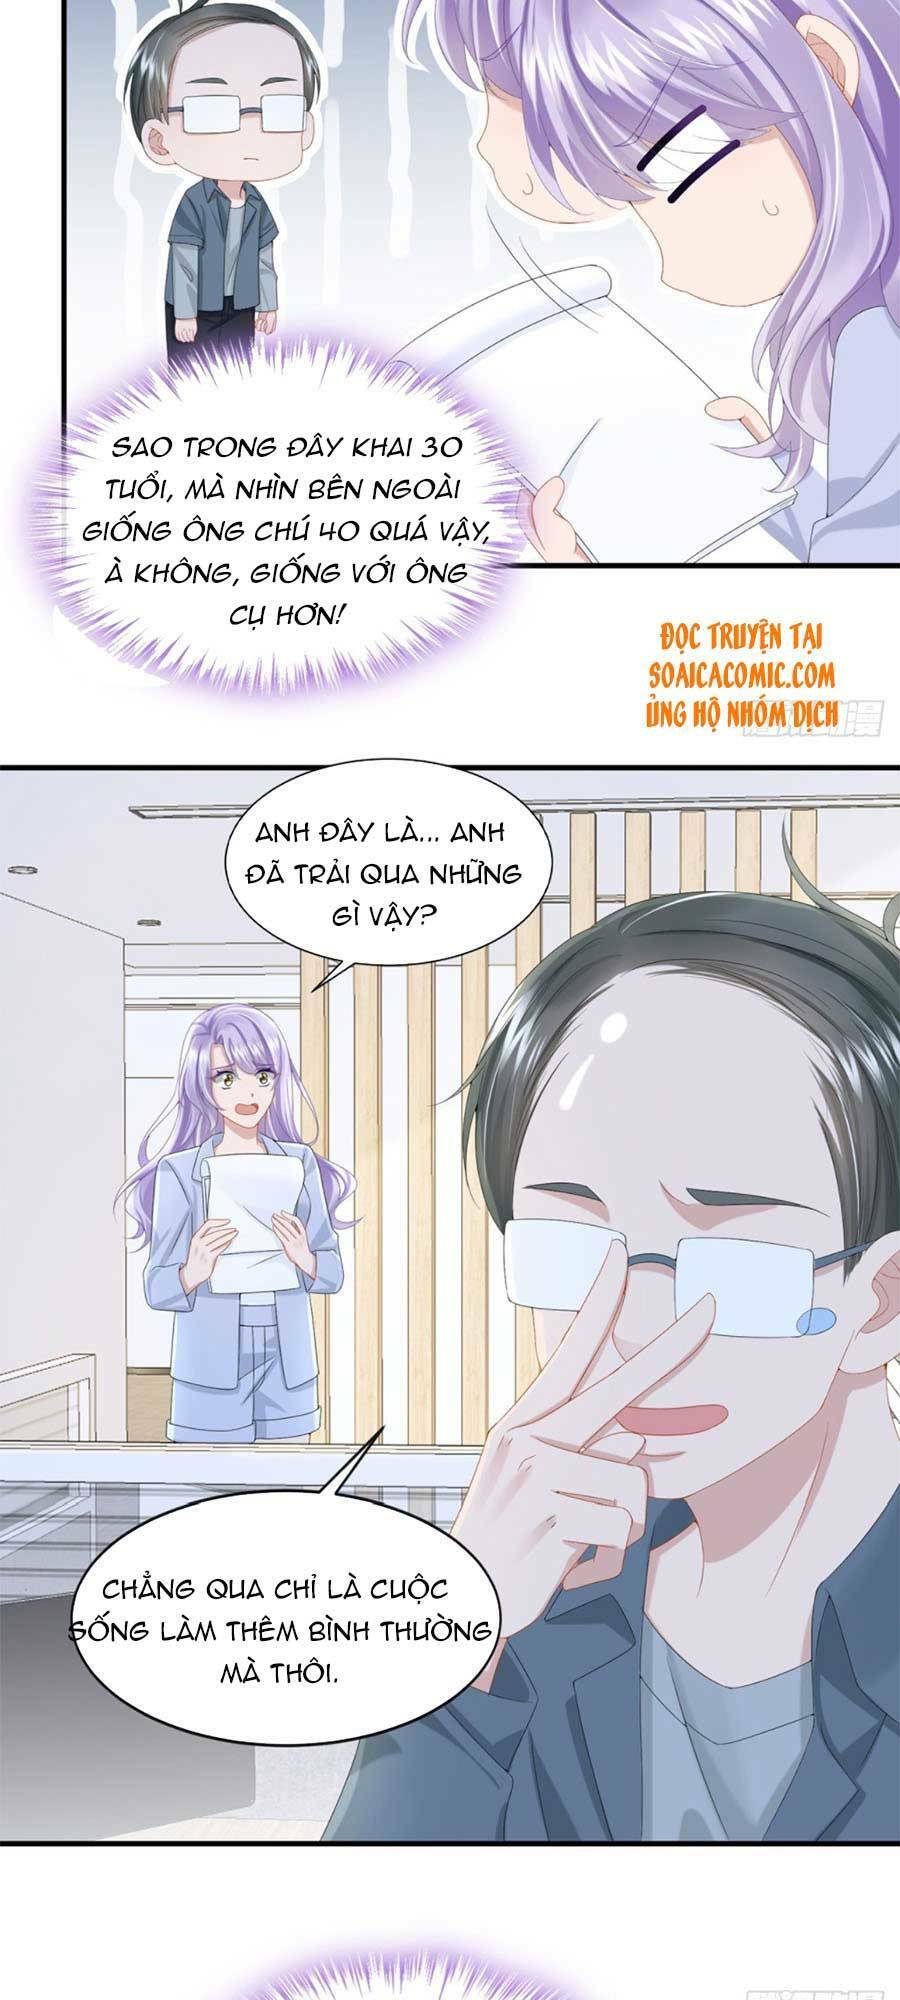 SAO TRONG ĐÂY KHAI 30
TUỔI, MÀ NHÌN BÊN NGOÀI
GIỐNG ÔNG CHÚ 40 QUÁ VẬY,
À KHÔNG, GIỐNG VỚI ÔNG
CỤ HƠN!
ĐỌC TRUYỆN TẠI
SOAICACOMIC.COM
ỦNG HỘ NHÓM DỊCH
ANH ĐÂY LÀ... ANH
ĐÃ TRẢI QUA NHỮNG
GÌ VẬY?
CHẲNG QUA CHỈ LÀ CUỘC
SỐNG LÀM THÊM BÌNH THƯỜNG
MÀ THÔI.